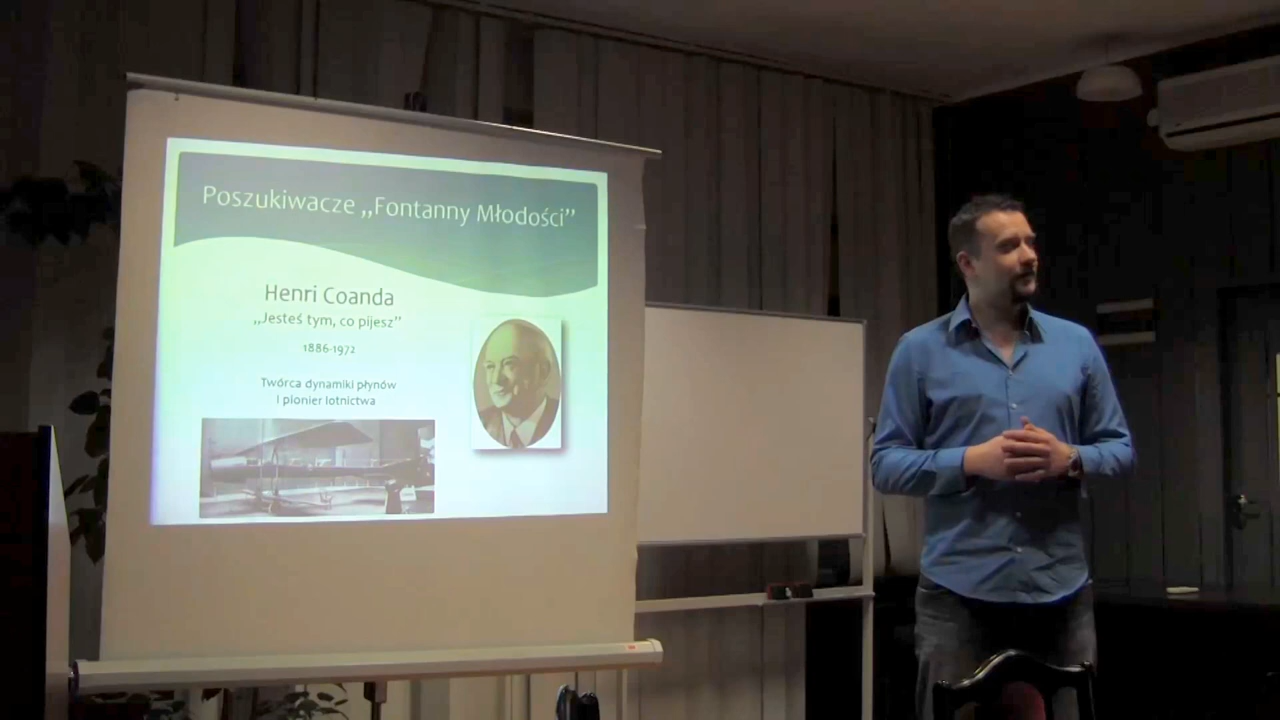 Poszukiwacze „Fontanny Młodości”
Henri Coanda
„Jesteś tym, co pijesz”
1886-1972
Twórca dynamiki płynów
i pionier lotnictwa